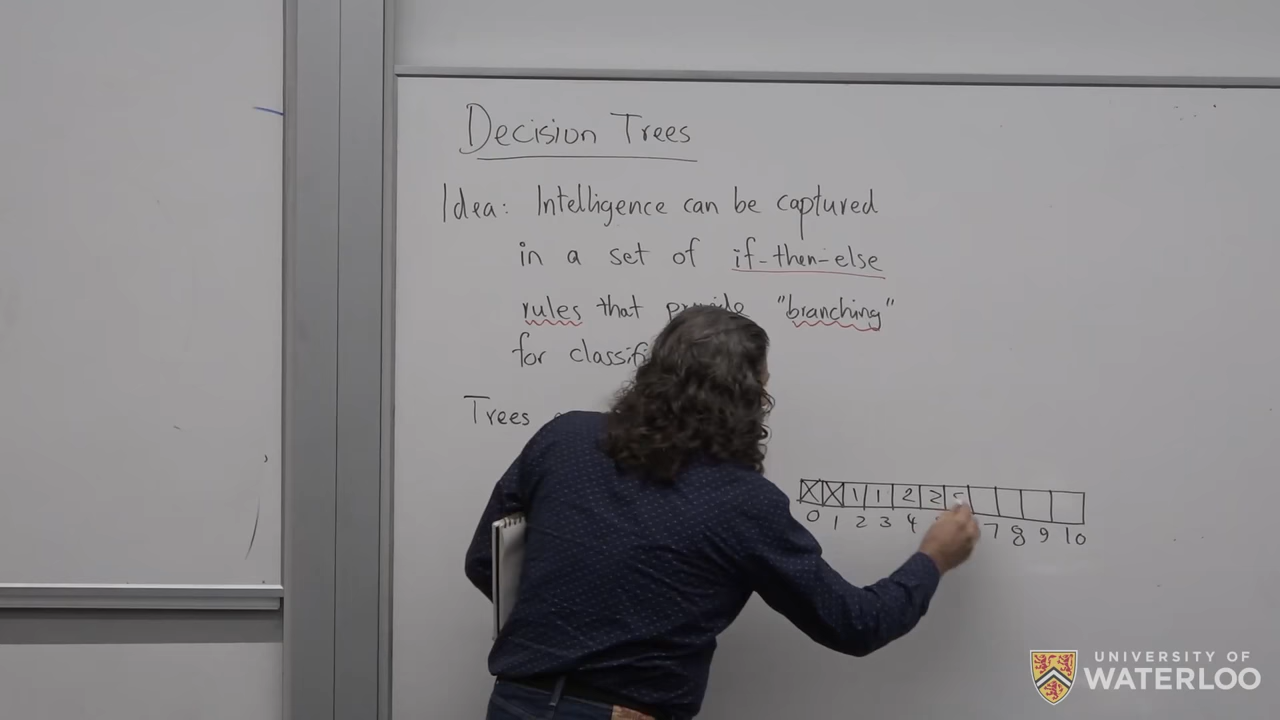 Decision Trees
Idea: Intelligence can be captured
in a set of if-then-else
rules that provide "branching"
for
Trees
1 1 2 2
0 1 2 3 4 7 8 9 10
UNIVERSITY OF
WATERLOO